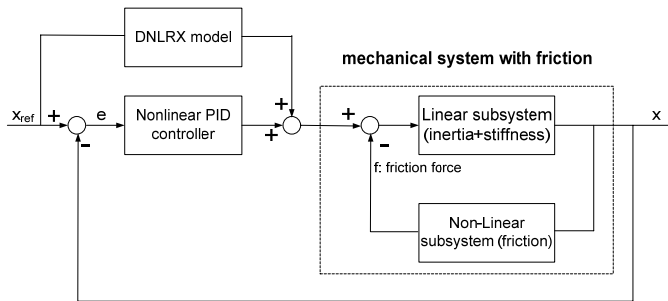 DNLRX model
mechanical system with friction
xref
+
e
-
Nonlinear PID
controller
+
+
+
-
Linear subsystem
(inertia+stiffness)
x
f: friction force
Non-Linear
subsystem (friction)